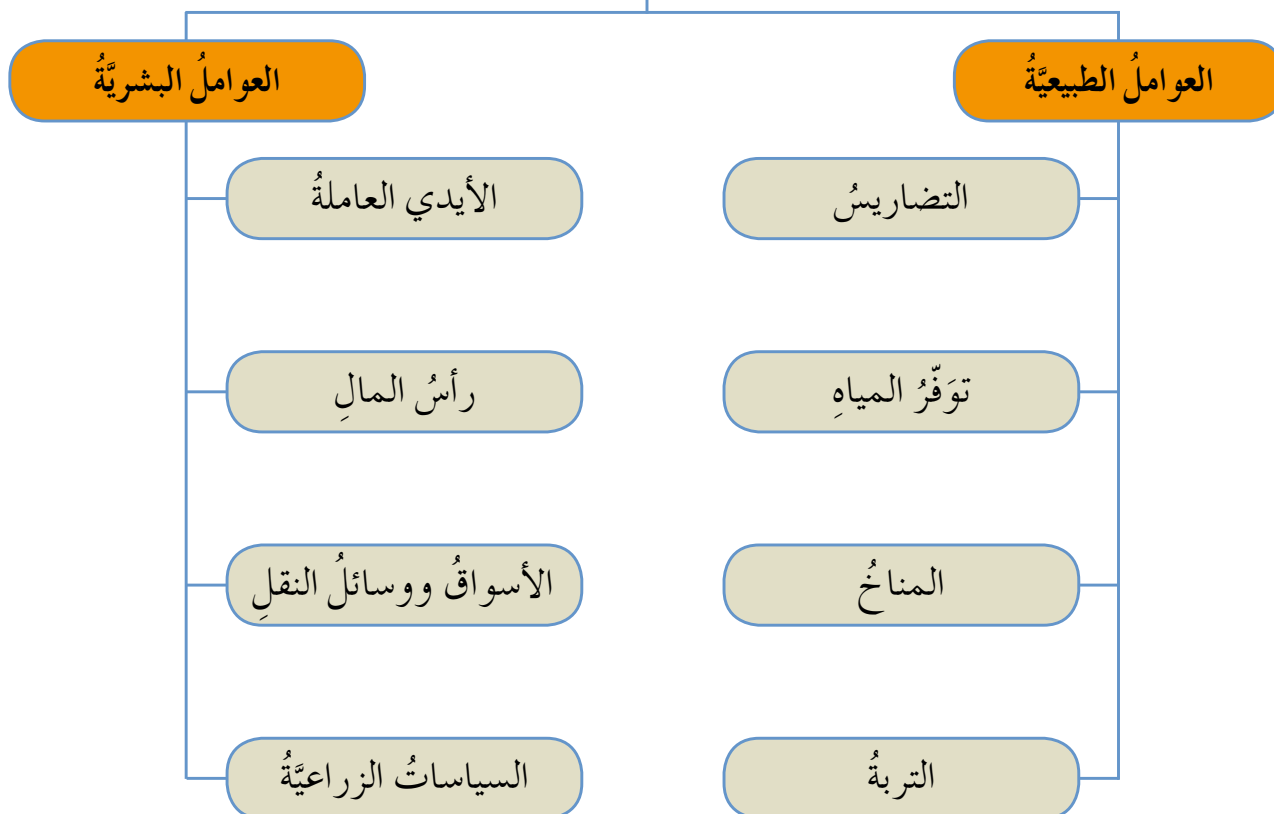 العواملُ الطبيعيَّةُ
التضاريسُ
توَفّرُ المياهِ
المناخُ
التربةُ
العواملُ البشريَّةُ
الأيدي العاملةُ
رأسُ المالِ
الأسواقُ ووسائلُ النقلِ
السياساتُ الزراعيَّةُ